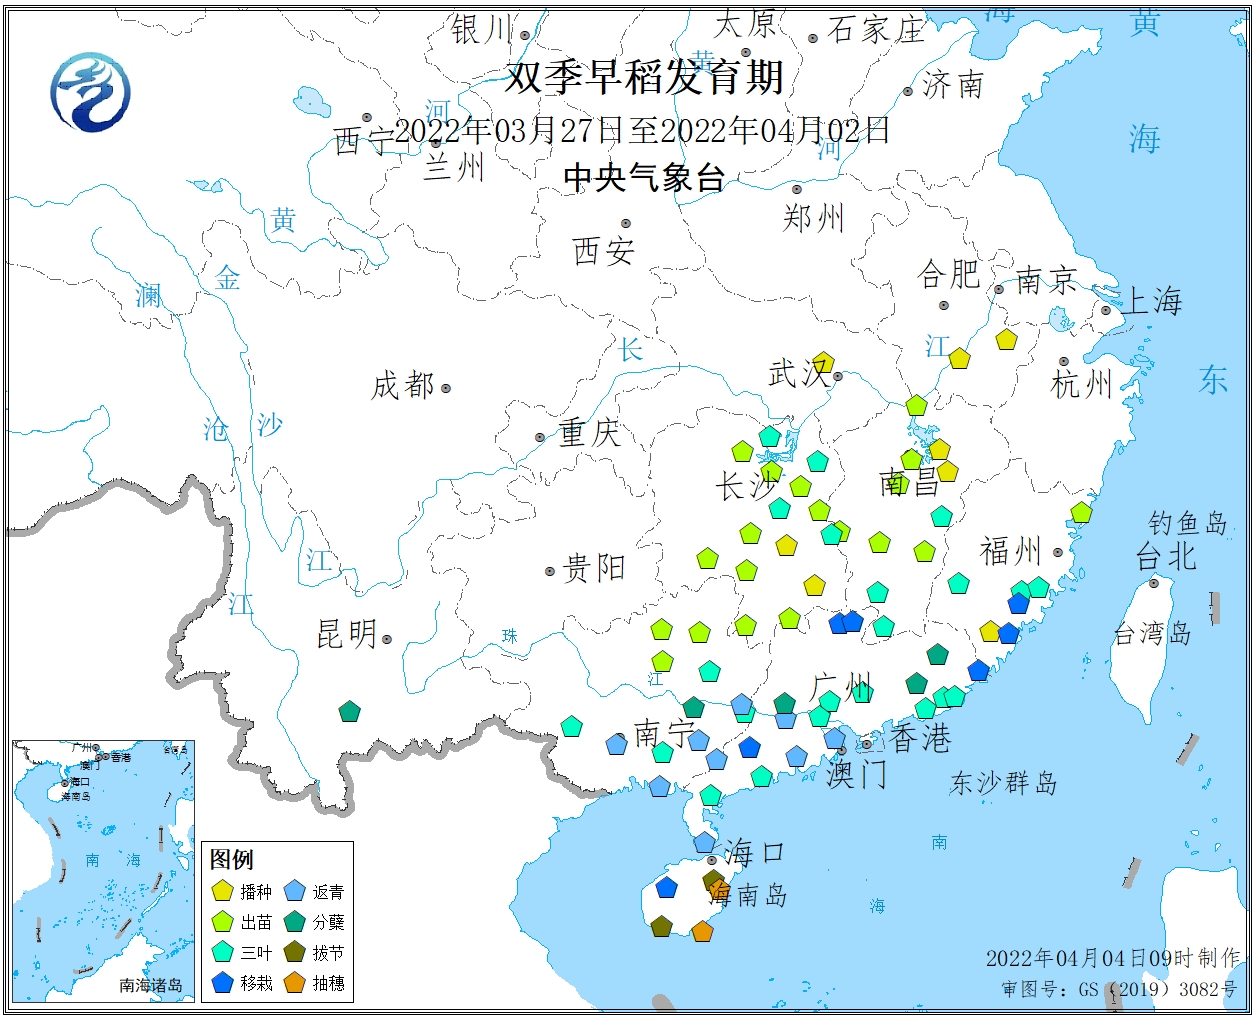 银川
太原
石家庄
海
黄
黄
双季早稻发育期
济南
河
西宁
2022年03月27日至2022年04月02日
兰州
河
海
中央气象台
郑州
黄
西安
金
合肥
南京
澜
上海
江
长
成都
武汉
杭州
东
沧
沙
重庆
长沙
南昌
钓鱼岛
福州
台北
江
贵阳
江
昆明
珠
台湾岛
江
广州
南宁
香港
澳门
东沙群岛
广州
香港
台湾岛
澳门
海口
海南岛
南
海
南海诸岛
南
海口
海南岛
海
图例
播种
返青
出苗
分蘖
三叶
拔节
移栽
抽穗
2022年04月04日09时制作
审图号：GS（2019）3082号